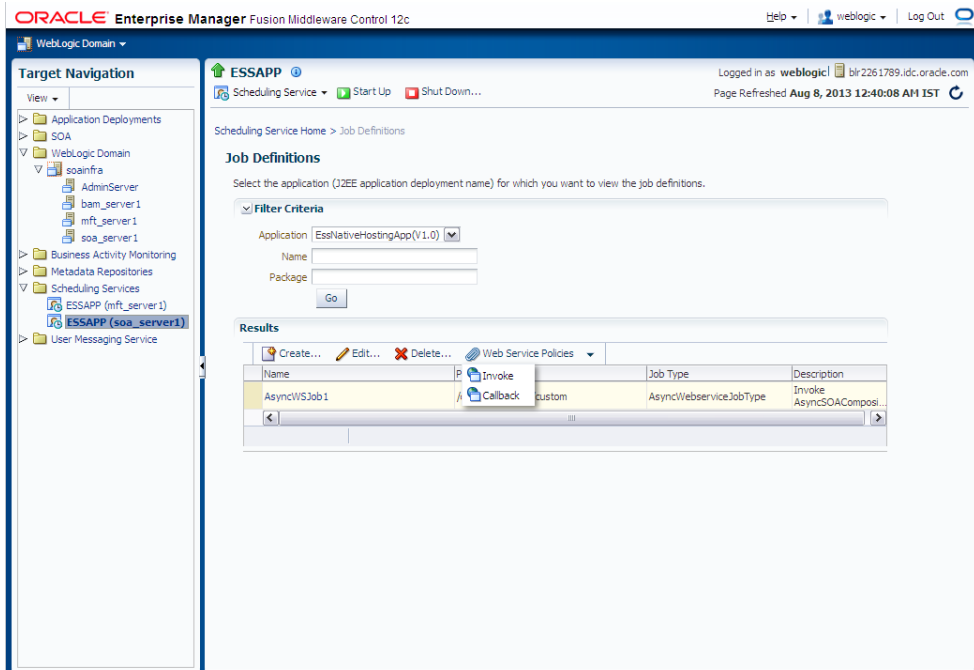 ORACLE Enterprise Manager Fusion Middleware Control 12c
Help weblogic Log Out
WebLogic Domain
Target Navigation
View
Application Deployments
SOA
WebLogic Domain
soainfra
AdminServer
bam_server1
mft_server1
soa_server1
Business Activity Monitoring
Metadata Repositories
Scheduling Services
ESSAPP (mft_server1)
ESSAPP (soa_server1)
User Messaging Service
ESSAPP
Logged in as weblogic blr2261789.idc.oracle.com
Scheduling Service Start Up Shut Down...
Page Refreshed Aug 8, 2013 12:40:08 AM IST
Scheduling Service Home > Job Definitions
Job Definitions
Select the application (J2EE application deployment name) for which you want to view the job definitions.
Filter Criteria
Application EssNativeHostingApp(V1.0)
Name
Package
Go
Results
Create... Edit... Delete... Web Service Policies
Invoke
Callback
Name P Job Type Description
AsyncWSJob1 custom AsyncWebserviceJobType Invoke
AsyncSOAComposi...